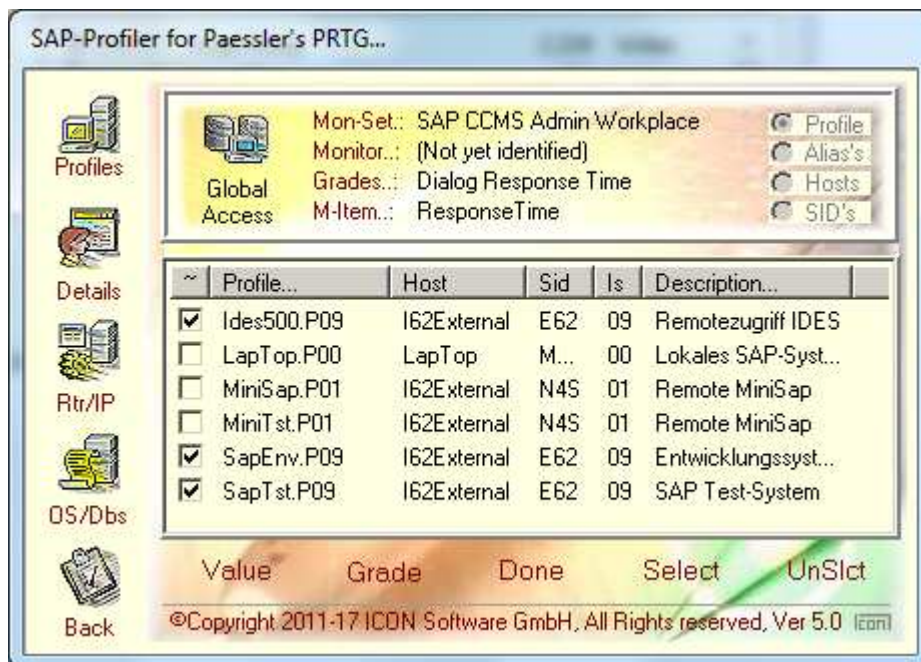 SAP-Profiler for Paessler's PRTG...
Profiles
Details
Rtr/IP
OS/Dbs
Back
Global
Access
Mon-Set.: SAP CCMS Admin Workplace
Monitor..: (Not yet identified)
Grades..: Dialog Response Time
M-Item..: ResponseTime
Profile
Alias's
Hosts
SID's
~ Profile... Host Sid Is Description...
Ides500.P09 I62External E62 09 Remotezugriff IDES
LapTop.P00 LapTop M... 00 Lokales SAP-Syst...
MiniSap.P01 I62External N4S 01 Remote MiniSap
MiniTst.P01 I62External N4S 01 Remote MiniSap
SapEnv.P09 I62External E62 09 Entwicklungssyst...
SapTst.P09 I62External E62 09 SAP Test-System
Value Grade Done Select UnSlct
©Copyright 2011-17 ICON Software GmbH, All Rights reserved, Ver 5.0 Icon